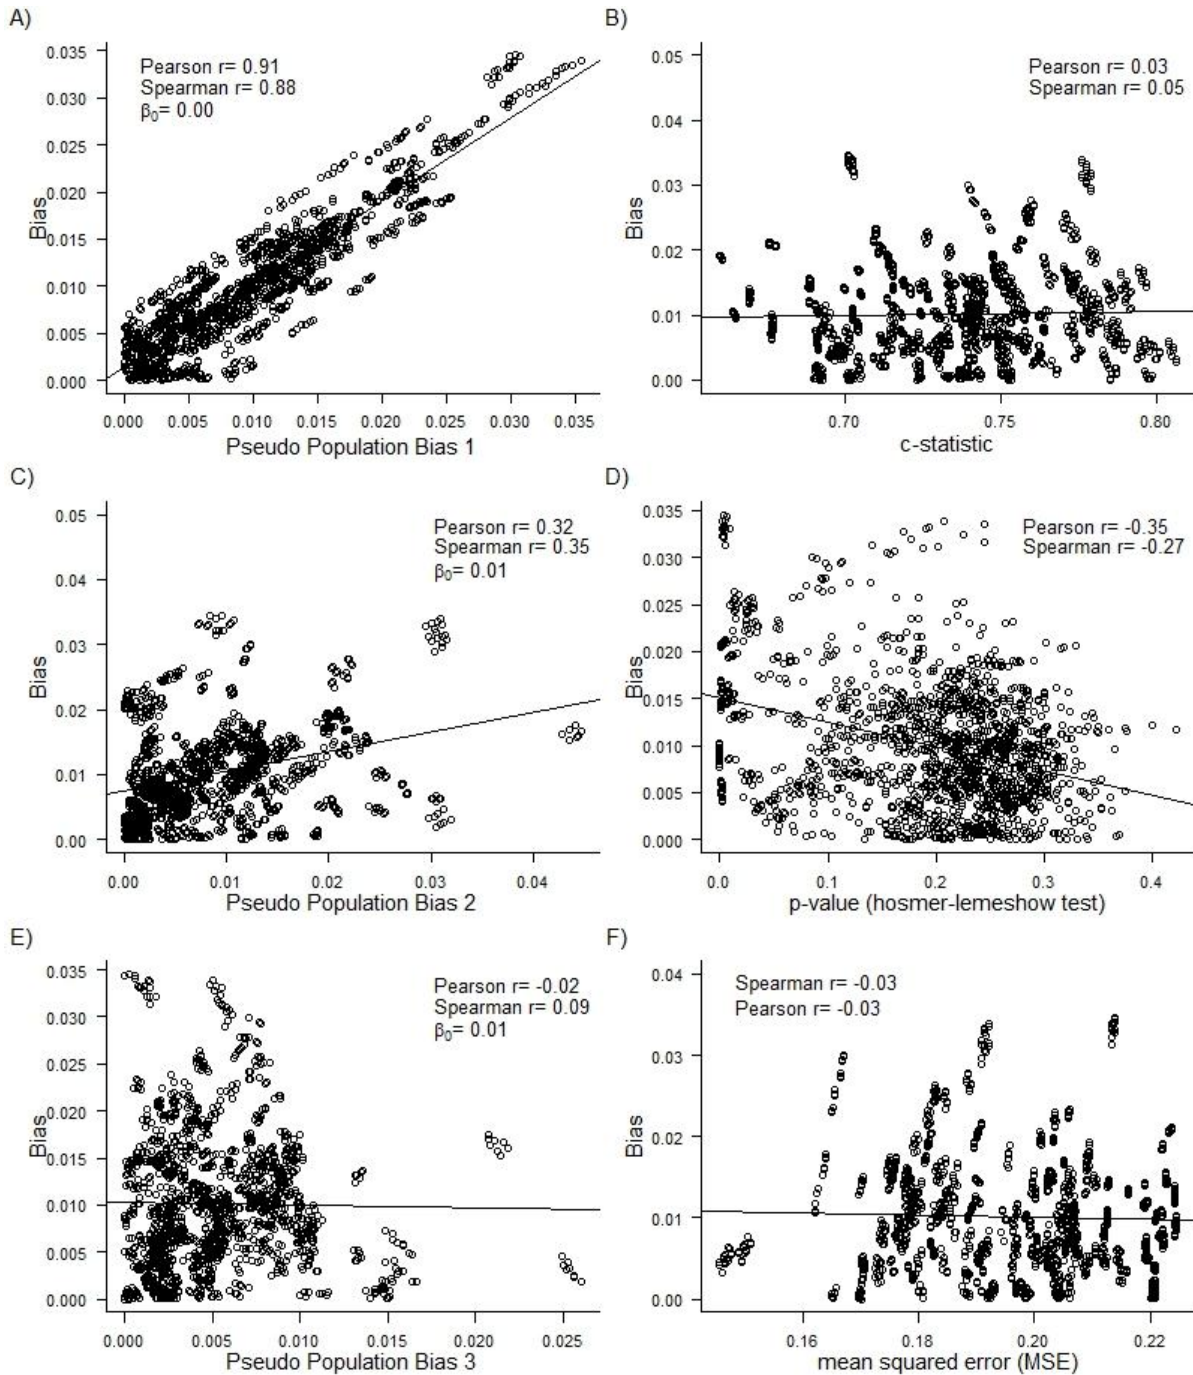 A)
Pearson r= 0.91
Spearman r= 0.88
β0= 0.00
0.035
0.030
0.025
0.020
0.015
0.010
0.005
0.000
Bias
0.000 0.005 0.010 0.015 0.020 0.025 0.030 0.035
Pseudo Population Bias 1
B)
Pearson r= 0.03
Spearman r= 0.05
0.05
0.04
0.03
0.02
0.01
0.00
Bias
0.70 0.75 0.80
c-statistic
C)
Pearson r= 0.32
Spearman r= 0.35
β0= 0.01
0.05
0.04
0.03
0.02
0.01
0.00
Bias
0.00 0.01 0.02 0.03 0.04
Pseudo Population Bias 2
D)
Pearson r= -0.35
Spearman r= -0.27
0.035
0.030
0.025
0.020
0.015
0.010
0.005
0.000
Bias
0.0 0.1 0.2 0.3 0.4
p-value (hosmer-lemeshow test)
E)
Pearson r= -0.02
Spearman r= 0.09
β0= 0.01
0.035
0.030
0.025
0.020
0.015
0.010
0.005
0.000
Bias
0.000 0.005 0.010 0.015 0.020 0.025
Pseudo Population Bias 3
F)
Spearman r= -0.03
Pearson r= -0.03
0.04
0.03
0.02
0.01
0.00
Bias
0.16 0.18 0.20 0.22
mean squared error (MSE)